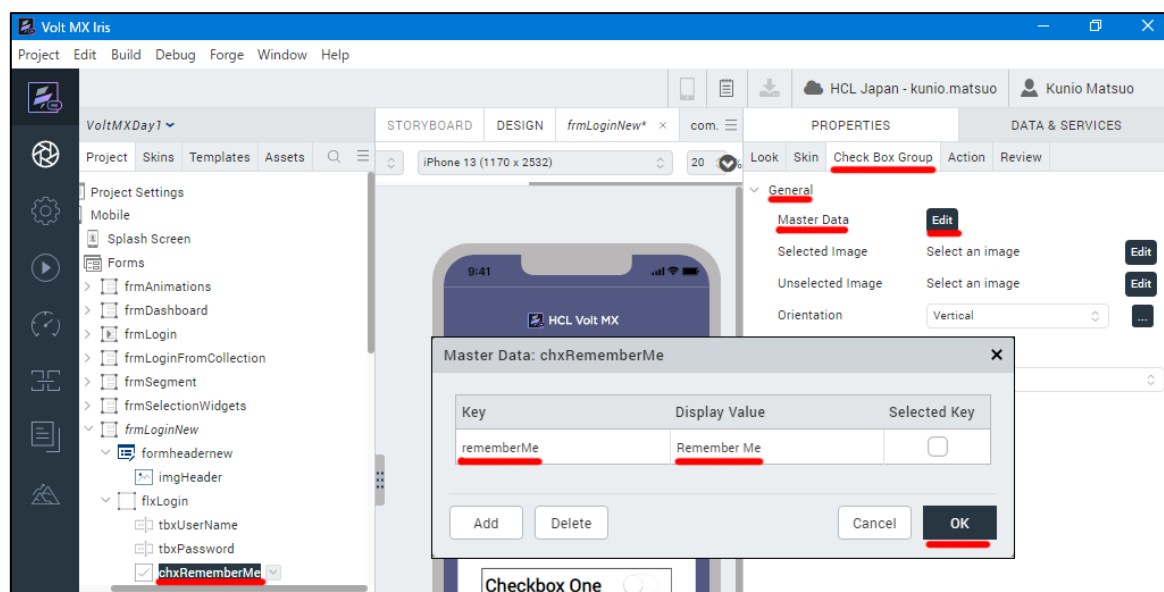 Volt MX Iris
Project Edit Build Debug Forge Window Help
HCL Japan - kunio.matsuo Kunio Matsuo
VoltMXDay1
STORYBOARD DESIGN frmLoginNew* × com.
PROPERTIES DATA & SERVICES
Project Skins Templates Assets
iPhone 13 (1170 x 2532) 20 %
Look Skin Check Box Group Action Review
Project Settings
Mobile
Splash Screen
Forms
frmAnimations
frmDashboard
frmLogin
frmLoginFromCollection
frmSegment
frmSelectionWidgets
frmLoginNew
formheadernew
imgHeader
flxLogin
tbxUserName
tbxPassword
chxRememberMe
9:41
HCL Volt MX
General
Master Data Edit
Selected Image Select an image Edit
Unselected Image Select an image Edit
Orientation Vertical ...
Master Data: chxRememberMe
Key Display Value Selected Key
rememberMe Remember Me
Add Delete Cancel OK
Checkbox One